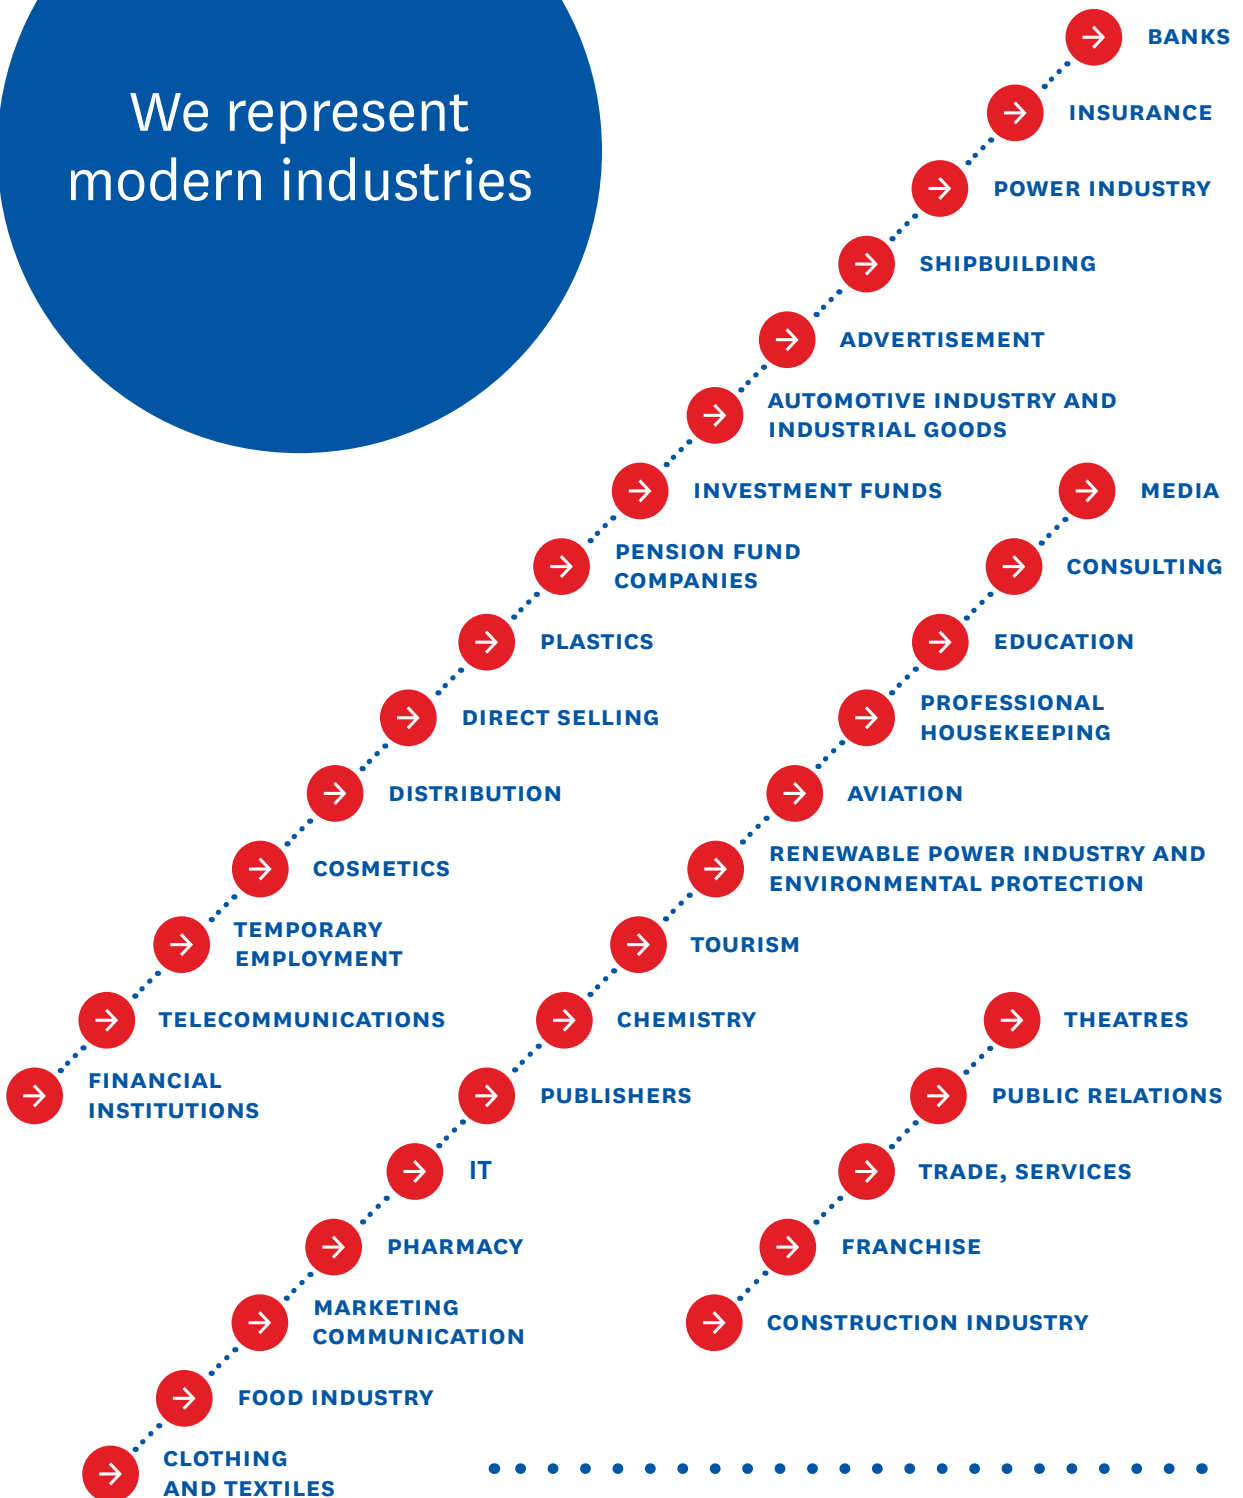 We represent
modern industries
BANKS
INSURANCE
POWER INDUSTRY
SHIPBUILDING
ADVERTISEMENT
AUTOMOTIVE INDUSTRY AND
INDUSTRIAL GOODS
INVESTMENT FUNDS
PENSION FUND
COMPANIES
PLASTICS
DIRECT SELLING
DISTRIBUTION
COSMETICS
TEMPORARY
EMPLOYMENT
TELECOMMUNICATIONS
FINANCIAL
INSTITUTIONS
MEDIA
CONSULTING
EDUCATION
PROFESSIONAL
HOUSEKEEPING
AVIATION
RENEWABLE POWER INDUSTRY AND
ENVIRONMENTAL PROTECTION
TOURISM
CHEMISTRY
PUBLISHERS
IT
PHARMACY
MARKETING
COMMUNICATION
FOOD INDUSTRY
CLOTHING
AND TEXTILES
THEATRES
PUBLIC RELATIONS
TRADE, SERVICES
FRANCHISE
CONSTRUCTION INDUSTRY